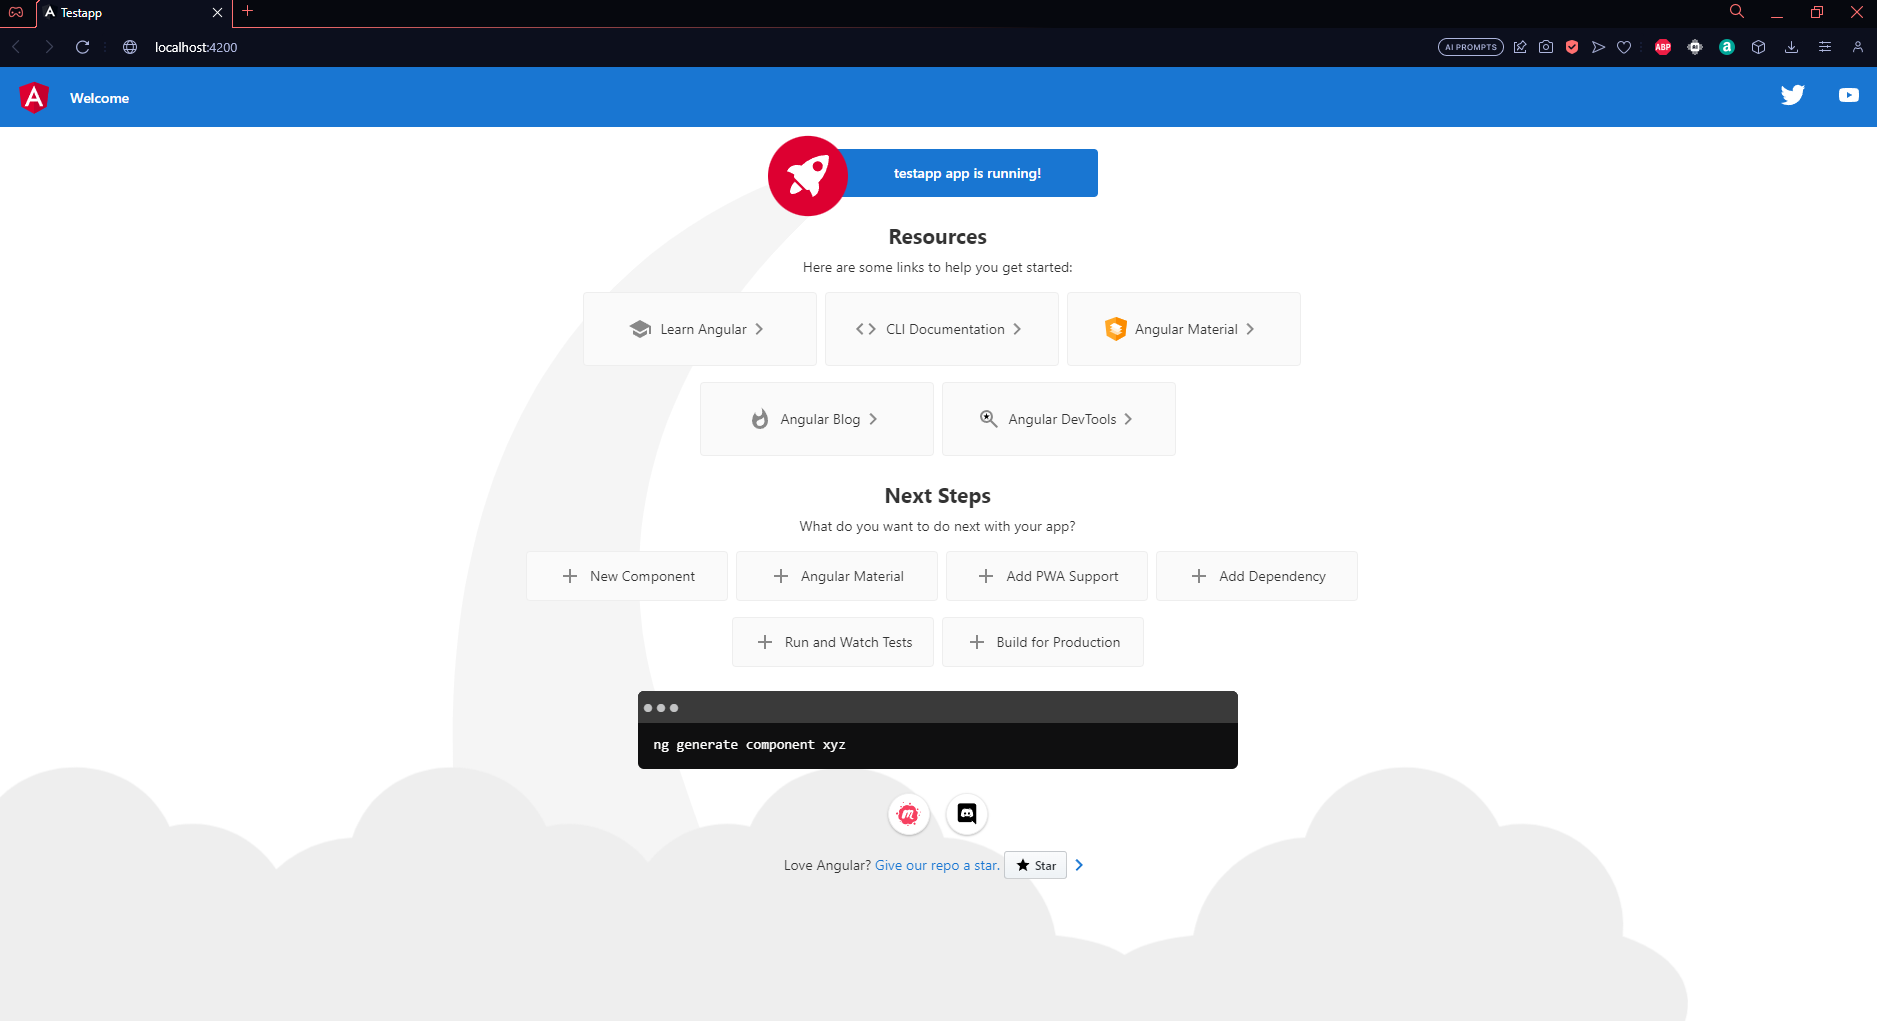 Testapp
localhost:4200
AI PROMPTS
ABP
a
Welcome
testapp app is running!
Resources
Here are some links to help you get started:
Learn Angular
CLI Documentation
Angular Material
Angular Blog
Angular DevTools
Next Steps
What do you want to do next with your app?
New Component
Angular Material
Add PWA Support
Add Dependency
Run and Watch Tests
Build for Production
ng generate component xyz
m
Love Angular? Give our repo a star. Star